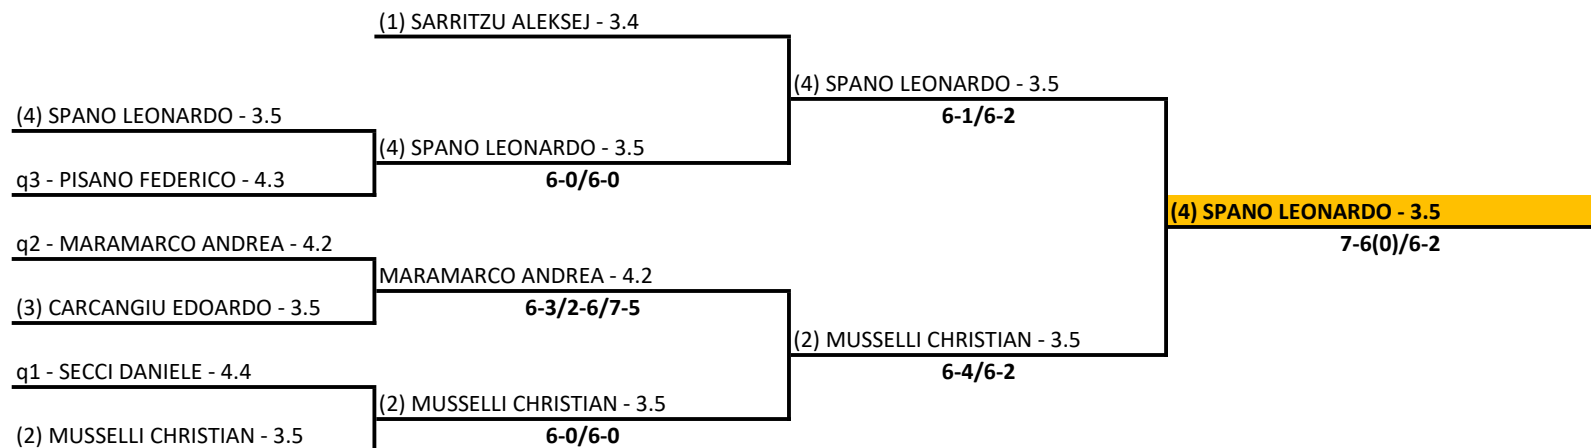 (1) SARRITZU ALEKSEJ - 3.4
(4) SPANO LEONARDO - 3.5
6-1/6-2
(4) SPANO LEONARDO - 3.5
(4) SPANO LEONARDO - 3.5
6-0/6-0
q3 - PISANO FEDERICO - 4.3
(4) SPANO LEONARDO - 3.5
7-6(0)/6-2
q2 - MARAMARCO ANDREA - 4.2
MARAMARCO ANDREA - 4.2
6-3/2-6/7-5
(3) CARCANGIU EDOARDO - 3.5
(2) MUSSELLI CHRISTIAN - 3.5
6-4/6-2
q1 - SECCI DANIELE - 4.4
(2) MUSSELLI CHRISTIAN - 3.5
6-0/6-0
(2) MUSSELLI CHRISTIAN - 3.5